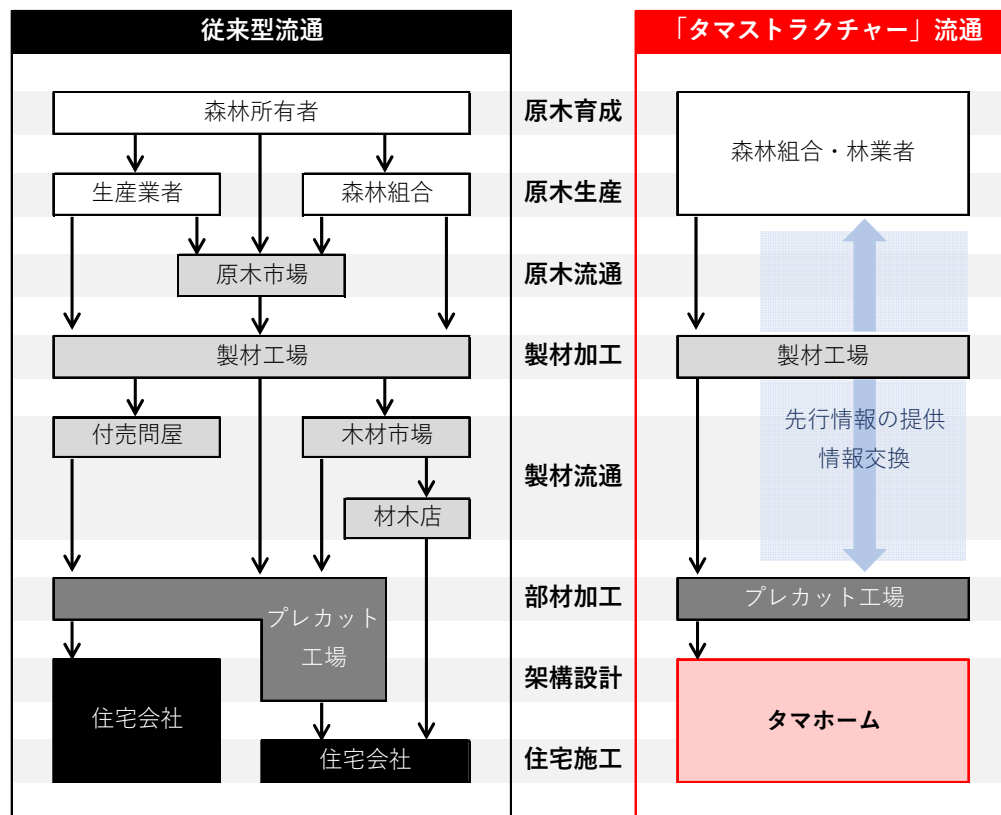 従来型流通
「タマストラクチャー」流通
森林所有者
原木育成
森林組合・林業者
生産業者
森林組合
原木生産
原木市場
原木流通
製材工場
製材加工
製材工場
付売問屋
木材市場
先行情報の提供
情報交換
製材流通
材木店
部材加工
プレカット工場
プレカット
工場
架構設計
住宅会社
タマホーム
住宅会社
住宅施工